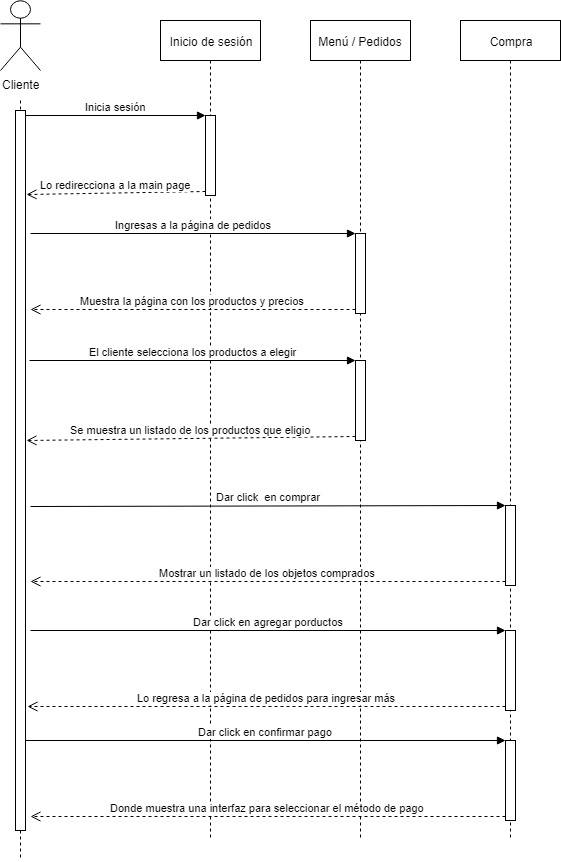 Cliente
Inicio de sesión
Menú / Pedidos
Compra
Inicia sesión
Lo redirecciona a la main page
Ingresas a la página de pedidos
Muestra la página con los productos y precios
El cliente selecciona los productos a elegir
Se muestra un listado de los productos que eligio
Dar click en comprar
Mostrar un listado de los objetos comprados
Dar click en agregar porductos
Lo regresa a la página de pedidos para ingresar más
Dar click en confirmar pago
Donde muestra una interfaz para seleccionar el método de pago